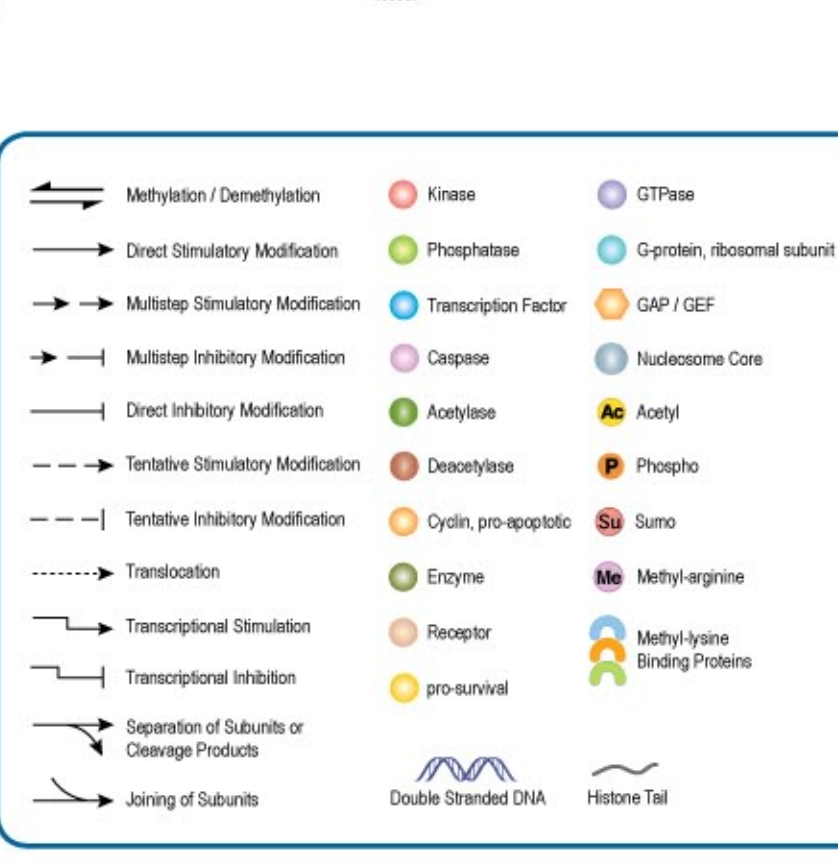 Methylation / Demethylation
Direct Stimulatory Modification
Multistep Stimulatory Modification
Multistep Inhibitory Modification
Direct Inhibitory Modification
Tentative Stimulatory Modification
Tentative Inhibitory Modification
Translocation
Transcriptional Stimulation
Transcriptional Inhibition
Separation of Subunits or
Cleavage Products
Joining of Subunits
Kinase
Phosphatase
Transcription Factor
Caspase
Acetylase
Deacetylase
Cyclin, pro-apoptotic
Enzyme
Receptor
pro-survival
Double Stranded DNA
GTPase
G-protein, ribosomal subunit
GAP / GEF
Nucleosome Core
Ac Acetyl
P Phospho
Su Sumo
Me Methyl-arginine
Methyl-lysine
Binding Proteins
Histone Tail